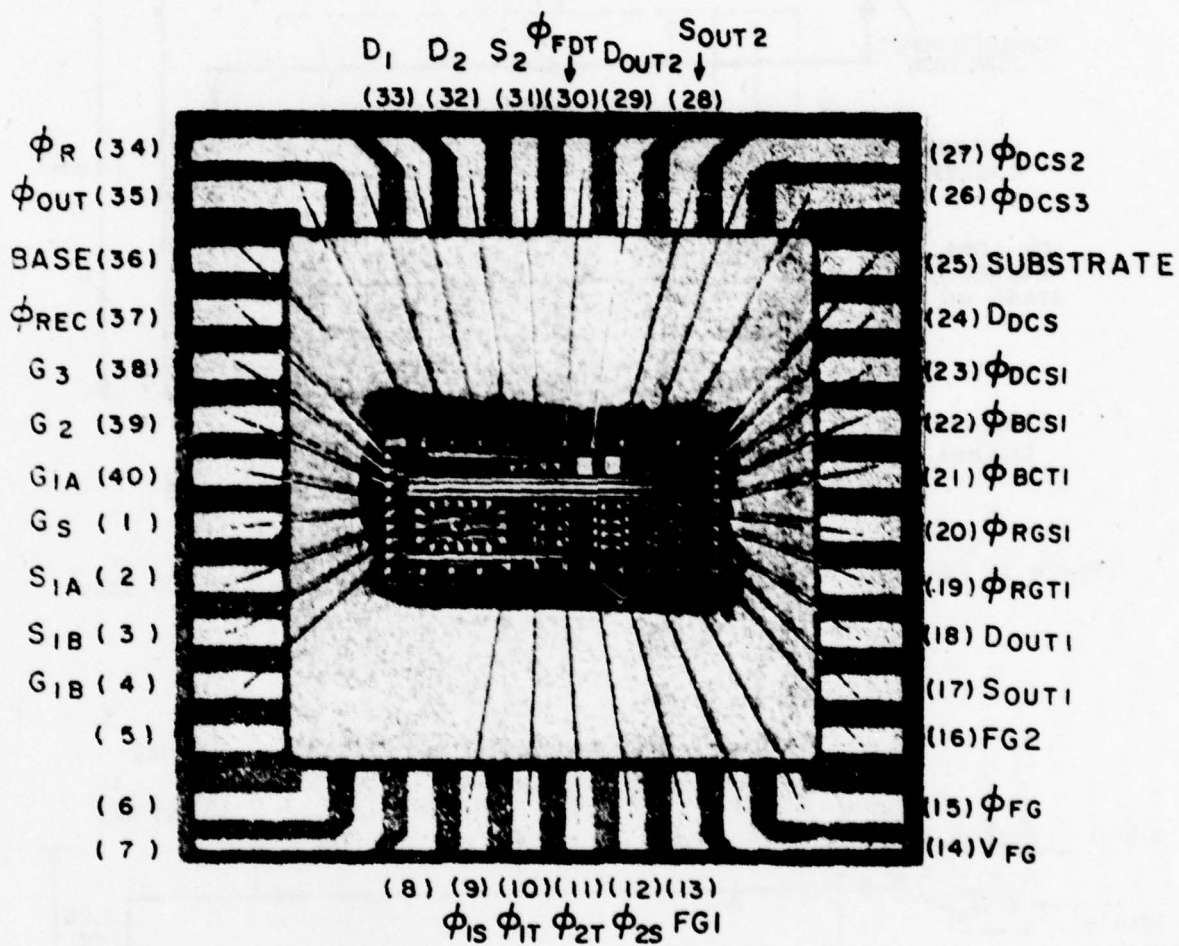 D1 D2 S2 ϕFDT DOUT2 SOUT2
(33) (32) (31) (30) (29) (28)
ϕR (34)
(27) ϕDCS2
ϕOUT (35)
(26) ϕDCS3
BASE (36)
(25) SUBSTRATE
ϕREC (37)
(24) DDCS
G3 (38)
(23) ϕDCS1
G2 (39)
(22) ϕBCS1
G1A (40)
(21) ϕBCT1
GS (1)
(20) ϕRGS1
S1A (2)
(19) ϕRGT1
S1B (3)
(18) DOUT1
G1B (4)
(17) SOUT1
(5)
(16) FG2
(6)
(15) ϕFG
(7)
(14) VFG
(8) (9) (10) (11) (12) (13)
ϕ1S ϕ1T ϕ2T ϕ2S FG1